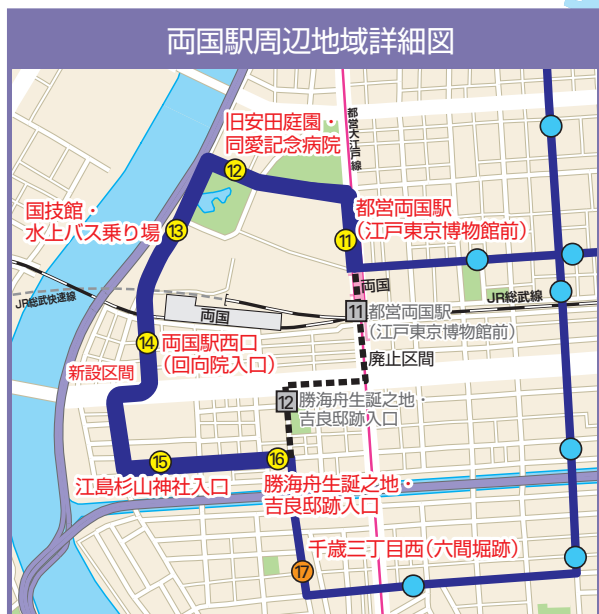 両国駅周辺地域詳細図
旧安田庭園・
同愛記念病院
都営大江戸線
12
国技館・
水上バス乗り場
13
都営両国駅
(江戸東京博物館前)
11
JR総武快速線
両国
両国
JR総武線
11
都営両国駅
(江戸東京博物館前)
14
両国駅西口
(回向院入口)
廃止区間
新設区間
12
勝海舟生誕之地・
吉良邸跡入口
15
江島杉山神社入口
16
勝海舟生誕之地・
吉良邸跡入口
千歳三丁目西(六間堀跡)
17